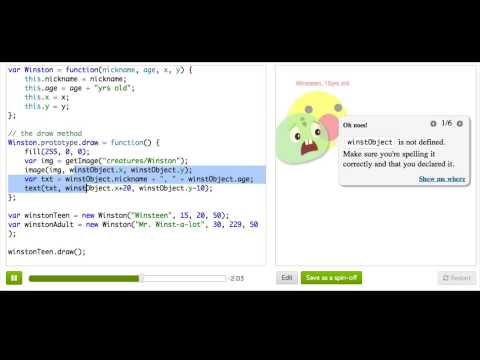 var Winston = function(nickname, age, x, y) {
this.nickname = nickname;
this.age = age + "yrs old";
this.x = x;
this.y = y;
};
// the draw method
Winston.prototype.draw = function() {
fill(255, 0, 0);
var img = getImage("creatures/Winston");
image(img, winstObject.x, winstObject.y);
var txt = winstObject.nickname + ", " + winstObject.age;
text(txt, winstObject.x+20, winstObject.y-10);
};
var winstonTeen = new Winston("Winsteen", 15, 20, 50);
var winstonAdult = new Winston("Mr. Winst-a-lot", 30, 229, 50
winstonTeen.draw();
-2:03
Winsteen, 15yrs old
Oh noes!
1/6
winstObject is not defined.
Make sure you're spelling it
correctly and that you declared it.
Show me where
Edit
Save as a spin-off
Restart